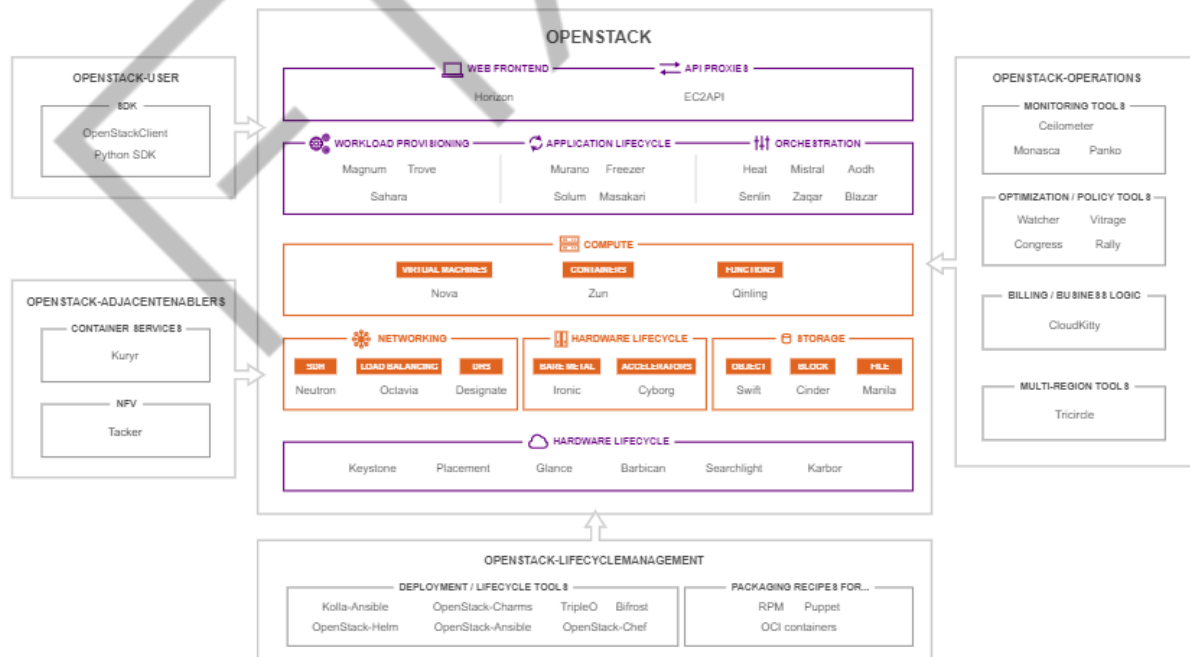 OPENSTACK
WEB FRONTEND
API PROXIES
Horizon
EC2API
WORKLOAD PROVISIONING
APPLICATION LIFECYCLE
ORCHESTRATION
Magnum Trove
Sahara
Murano Freezer
Solum Masakari
Heat Mistral Aodh
Senlin Zaqar Blazar
COMPUTE
VIRTUAL MACHINES
CONTAINERS
FUNCTIONS
Nova
Zun
Qinling
NETWORKING
SDN LOAD BALANCING DNS
Neutron Octavia Designate
HARDWARE LIFECYCLE
BARE METAL ACCELERATORS
Ironic Cyborg
STORAGE
OBJECT BLOCK FILE
Swift Cinder Manila
HARDWARE LIFECYCLE
Keystone Placement Glance Barbican Searchlight Karbor
OPENSTACK-USER
SDK
OpenStackClient
Python SDK
OPENSTACK-ADJACENTENABLERS
CONTAINER SERVICES
Kuryr
NFV
Tacker
OPENSTACK-OPERATIONS
MONITORING TOOLS
Ceilometer
Monasca Panko
OPTIMIZATION / POLICY TOOLS
Watcher Vitrage
Congress Rally
BILLING / BUSINESS LOGIC
CloudKitty
MULTI-REGION TOOLS
Tricircle
OPENSTACK-LIFECYCLEMANAGEMENT
DEPLOYMENT / LIFECYCLE TOOLS
Kolla-Ansible OpenStack-Charms TripleO Bifrost
OpenStack-Helm OpenStack-Ansible OpenStack-Chef
PACKAGING RECIPES FOR...
RPM Puppet
OCI containers